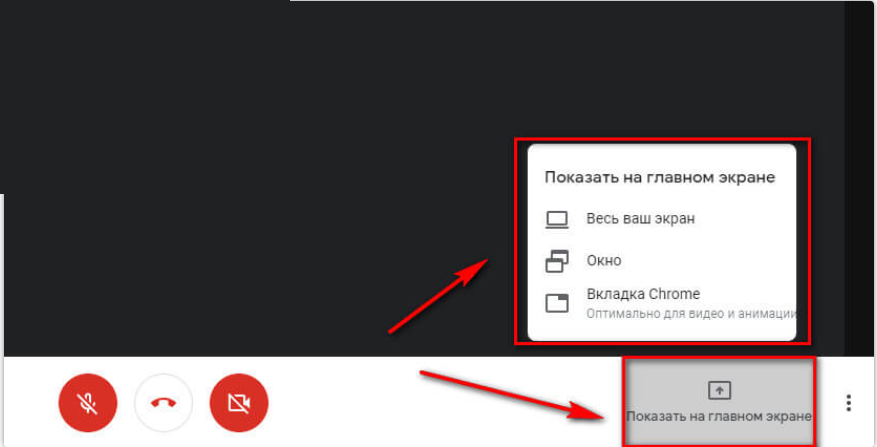 Показать на главном экране
Весь ваш экран
Окно
Вкладка Chrome
Оптимально для видео и анимации
Показать на главном экране